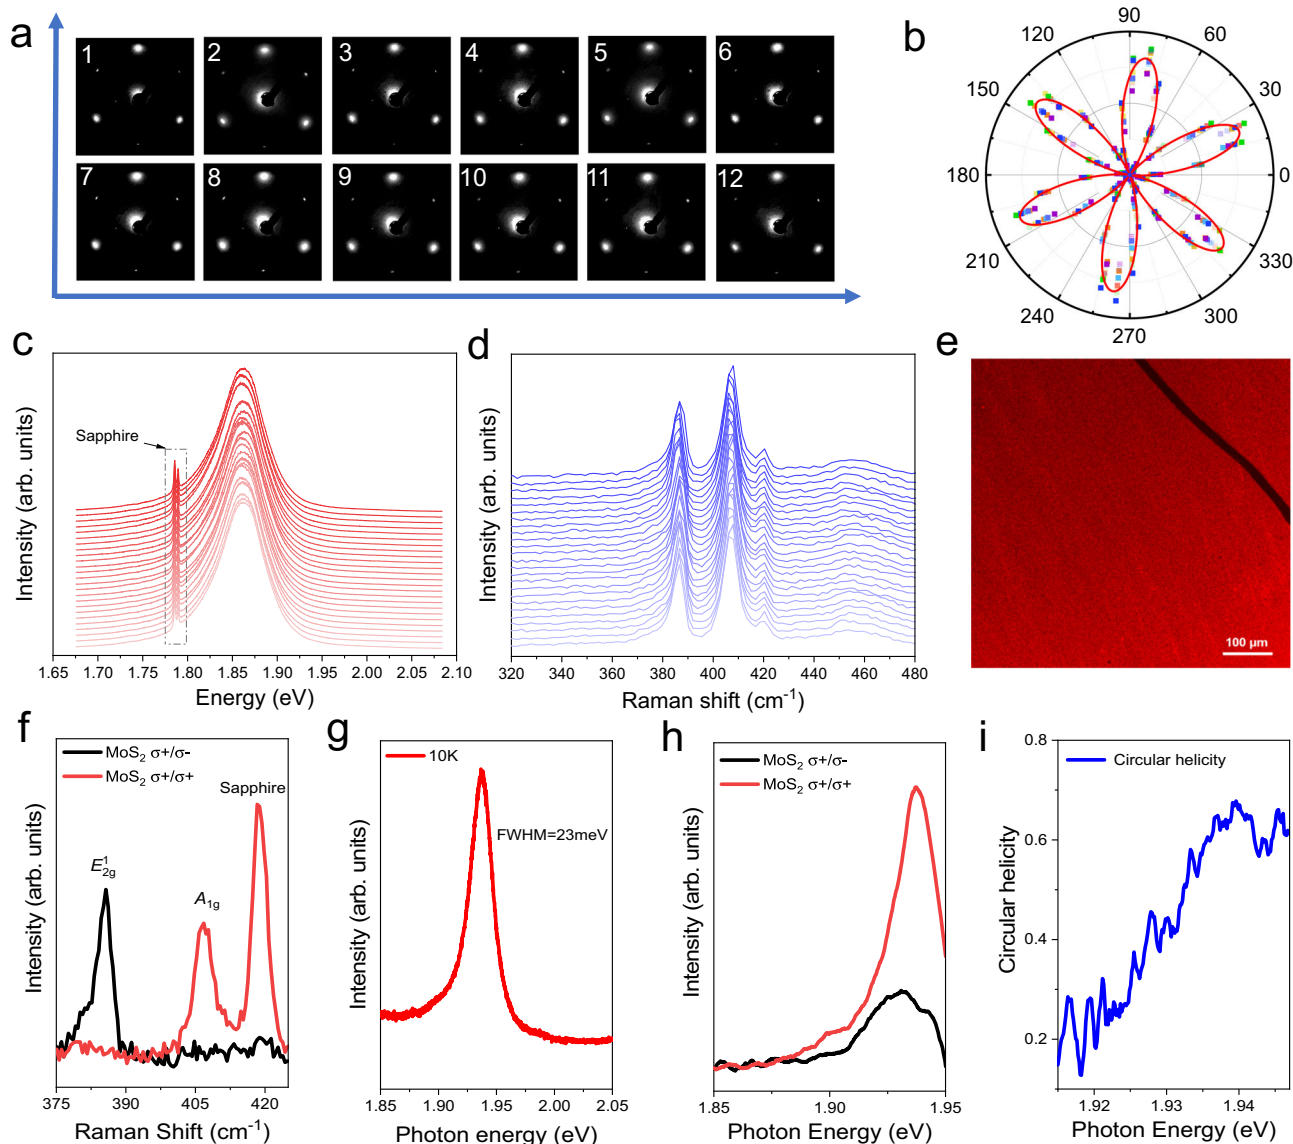 a
1 2 3 4 5 6
7 8 9 10 11 12
b
90
120 60
150 30
180 0
210 330
240 300
270
c
Intensity (arb. units)
Sapphire
1.65 1.70 1.75 1.80 1.85 1.90 1.95 2.00 2.05 2.10
Energy (eV)
d
Intensity (arb. units)
320 340 360 380 400 420 440 460 480
Raman shift (cm-1)
e
100 μm
f
MoS2 σ+/σ-
MoS2 σ+/σ+
Sapphire
E12g
A1g
Intensity (arb. units)
375 390 405 420
Raman Shift (cm-1)
g
10K
FWHM=23meV
Intensity (arb. units)
1.85 1.90 1.95 2.00 2.05
Photon energy (eV)
h
MoS2 σ+/σ-
MoS2 σ+/σ+
Intensity (arb. units)
1.85 1.90 1.95
Photon Energy (eV)
i
Circular helicity
Circular helicity
0.8
0.6
0.4
0.2
1.92 1.93 1.94
Photon Energy (eV)